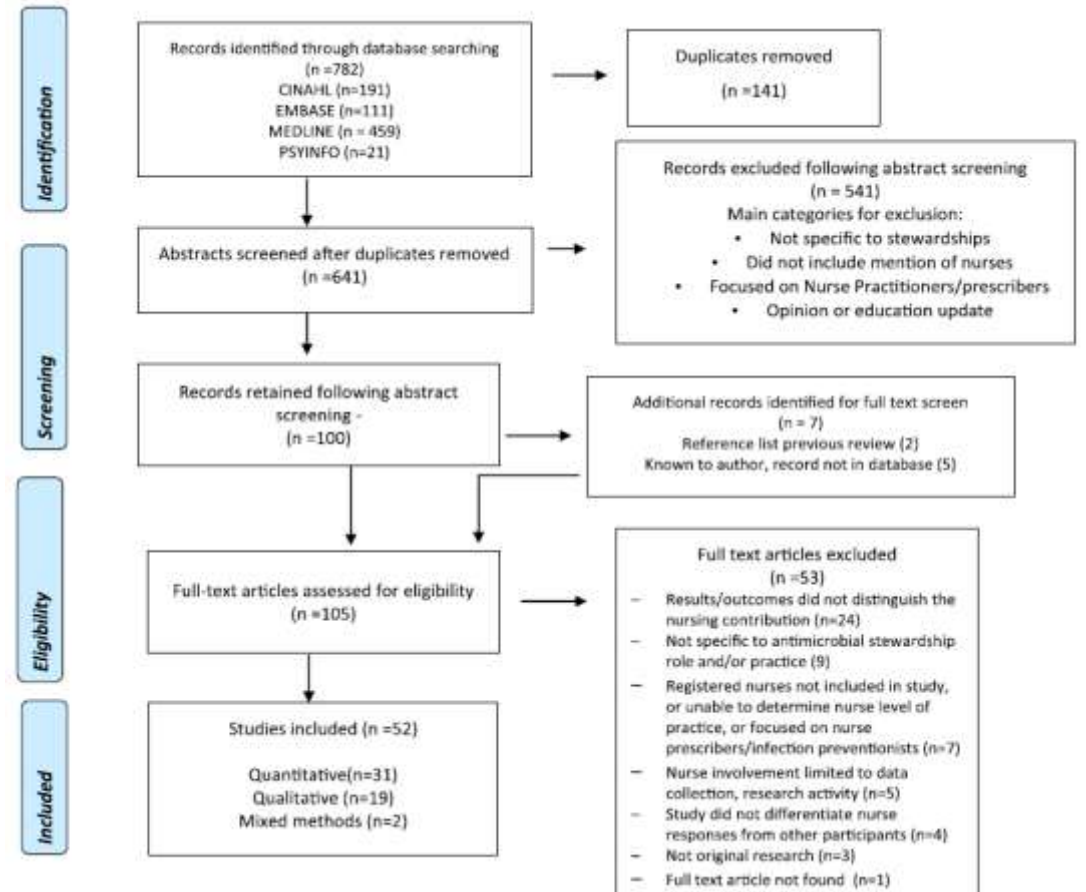 Identification
Records identified through database searching
(n =782)
CINAHL (n=191)
EMBASE (n=111)
MEDLINE (n = 459)
PSYINFO (n=21)
Duplicates removed
(n =141)
Records excluded following abstract screening
(n = 541)
Main categories for exclusion:
• Not specific to stewardships
• Did not include mention of nurses
• Focused on Nurse Practitioners/prescribers
• Opinion or education update
Screening
Abstracts screened after duplicates removed
(n =641)
Records retained following abstract
screening -
(n =100)
Additional records identified for full text screen
(n = 7)
Reference list previous review (2)
Known to author, record not in database (5)
Eligibility
Full-text articles assessed for eligibility
(n =105)
Full text articles excluded
(n =53)
– Results/outcomes did not distinguish the
nursing contribution (n=24)
– Not specific to antimicrobial stewardship
role and/or practice (9)
– Registered nurses not included in study,
or unable to determine nurse level of
practice, or focused on nurse
prescribers/infection preventionists (n=7)
– Nurse involvement limited to data
collection, research activity (n=5)
– Study did not differentiate nurse
responses from other participants (n=4)
– Not original research (n=3)
– Full text article not found (n=1)
Included
Studies included (n =52)
Quantitative(n=31)
Qualitative (n=19)
Mixed methods (n=2)